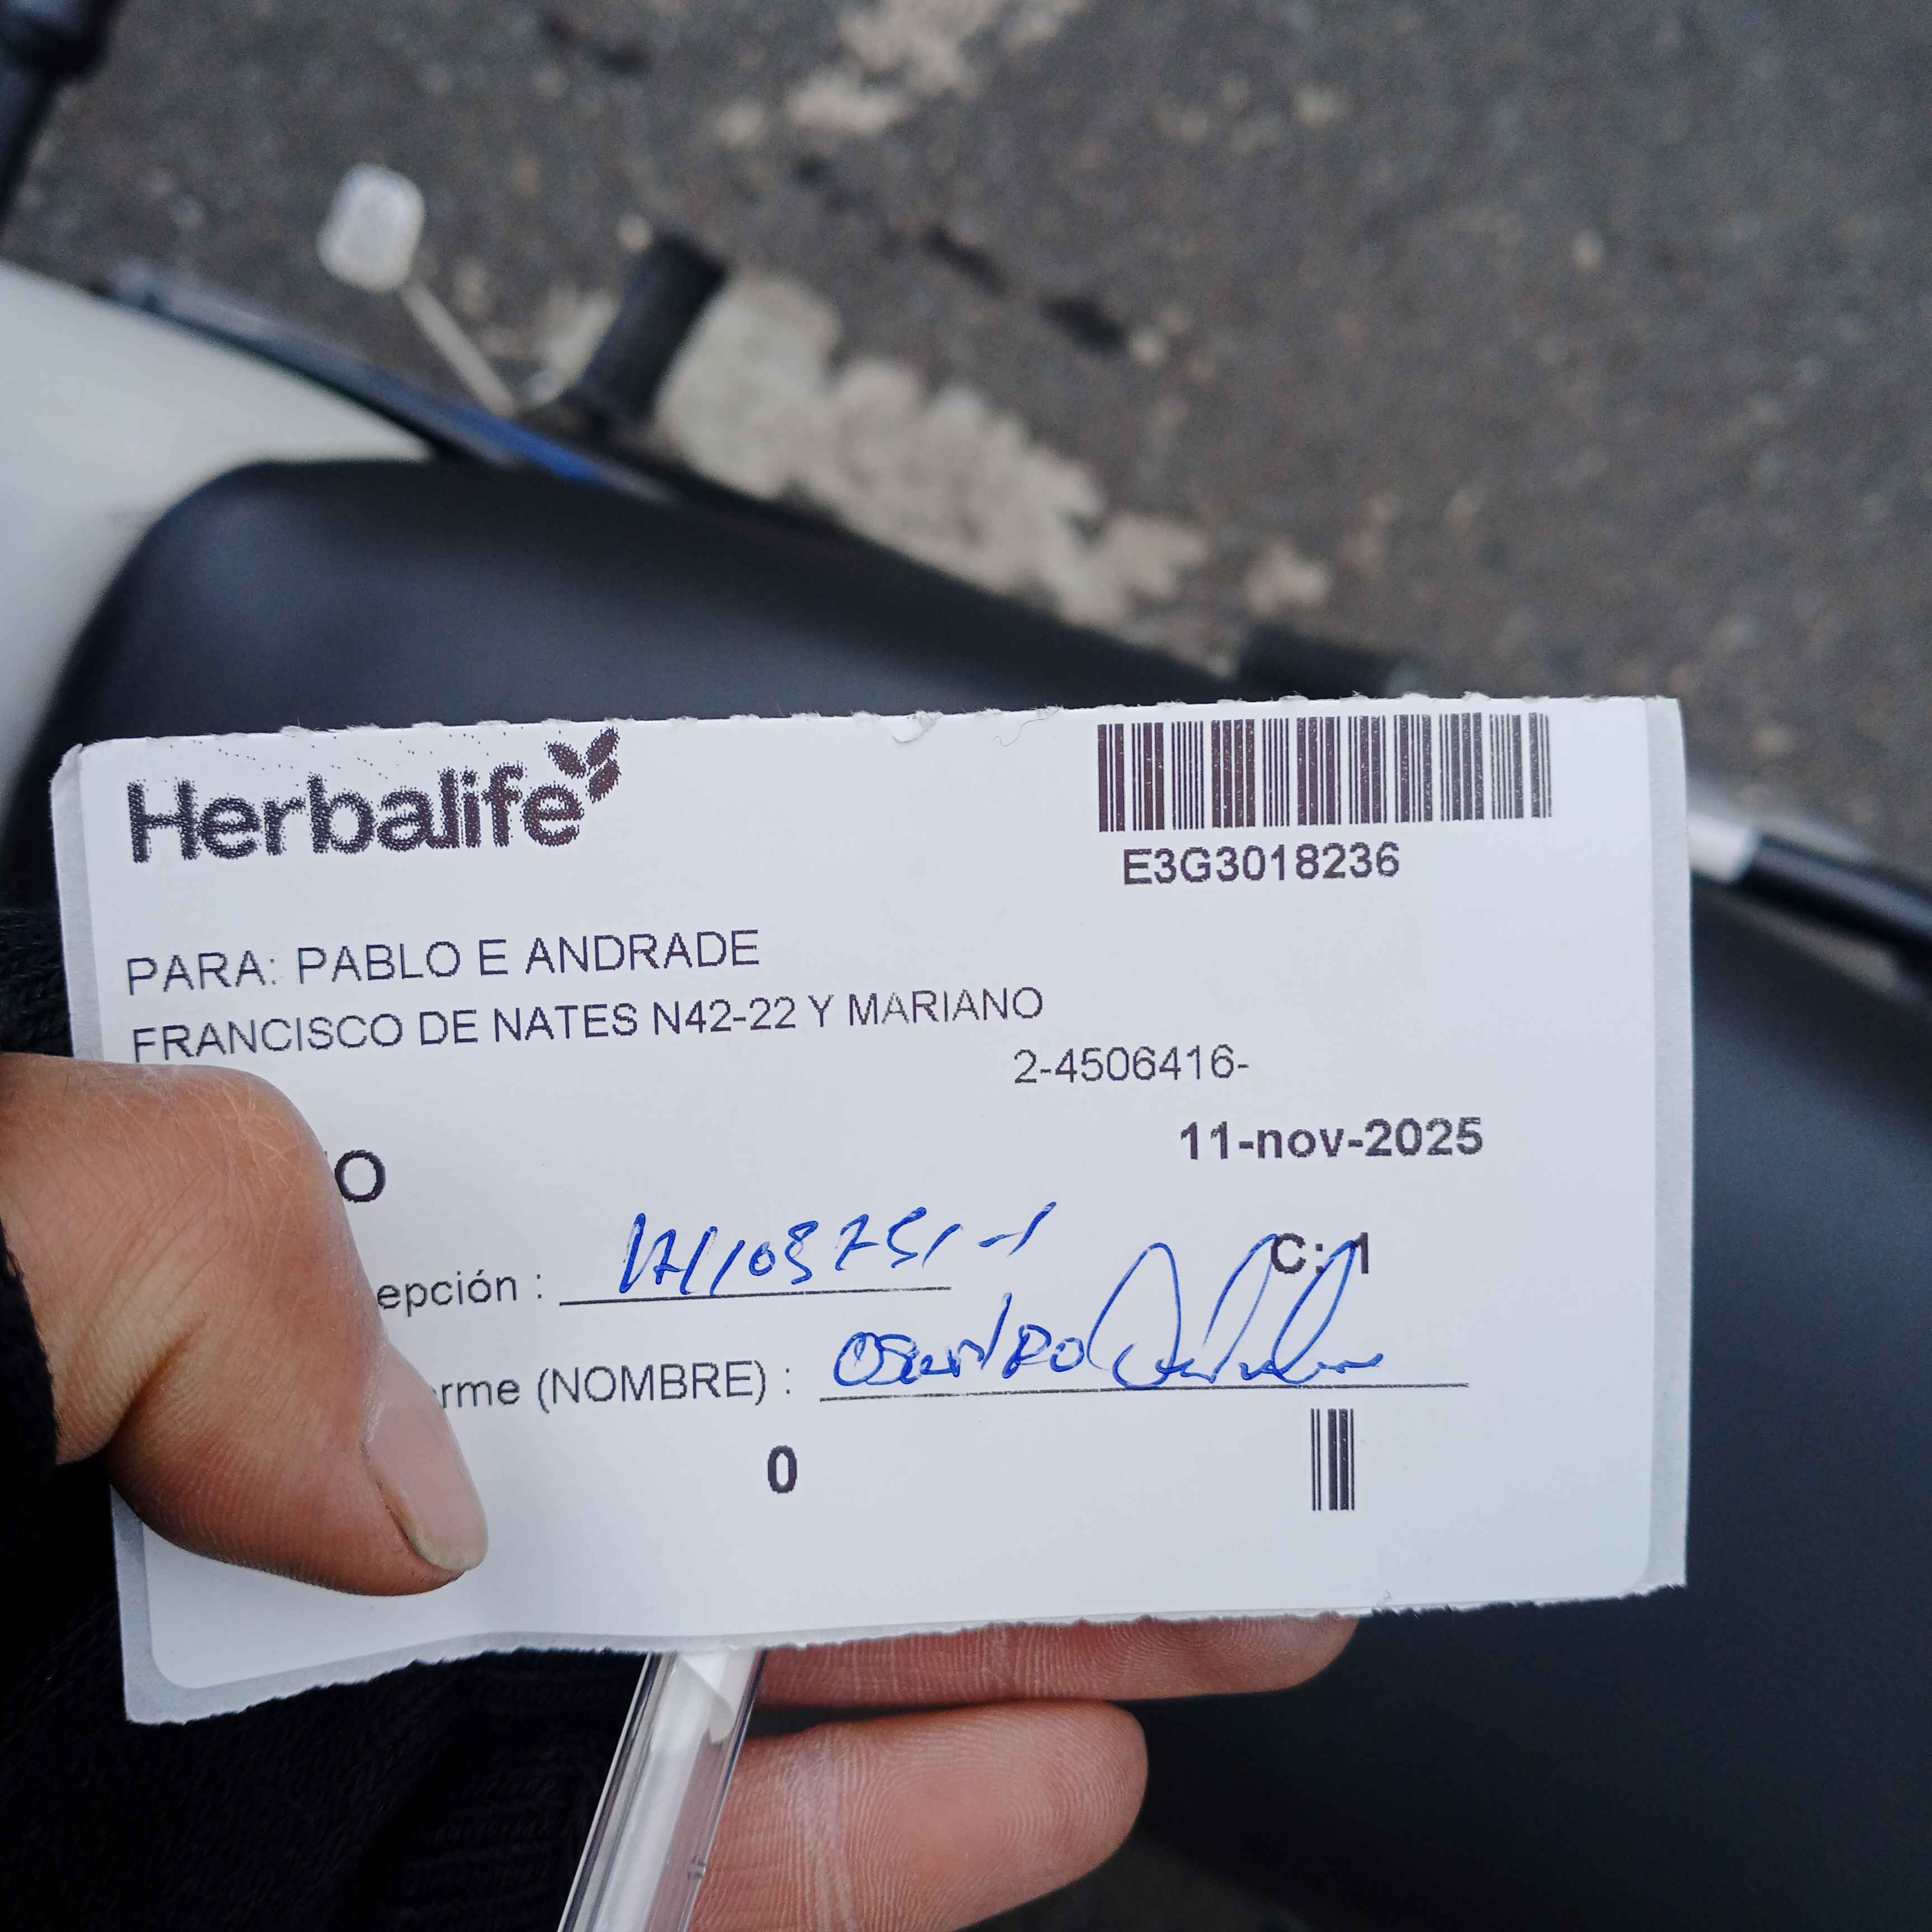 Herbalife
E3G3018236
PARA: PABLO E ANDRADE
FRANCISCO DE NATES N42-22 Y MARIANO
2-4506416-
11-nov-2025
C: 1
epción :
rme (NOMBRE) :
0